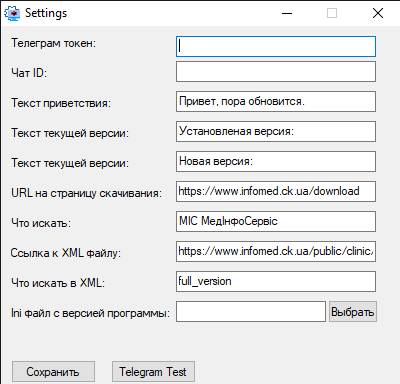 Settings
Телеграм токен:
Чат ID:
Текст приветствия: Привет, пора обновится.
Текст текущей версии: Установленая версия:
Текст текущей версии: Новая версия:
URL на страницу скачивания: https://www.infomed.ck.ua/download
Что искать: МІС МедІнфоСервіс
Ссылка к XML файлу: https://www.infomed.ck.ua/public/clinic/
Что искать в XML: full_version
Ini файл с версией программы: Выбрать
Сохранить Telegram Test